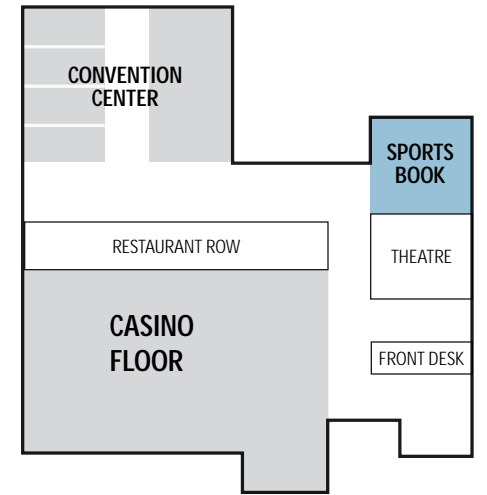 CONVENTION
CENTER
SPORTS
BOOK
RESTAURANT ROW
THEATRE
CASINO
FLOOR
FRONT DESK